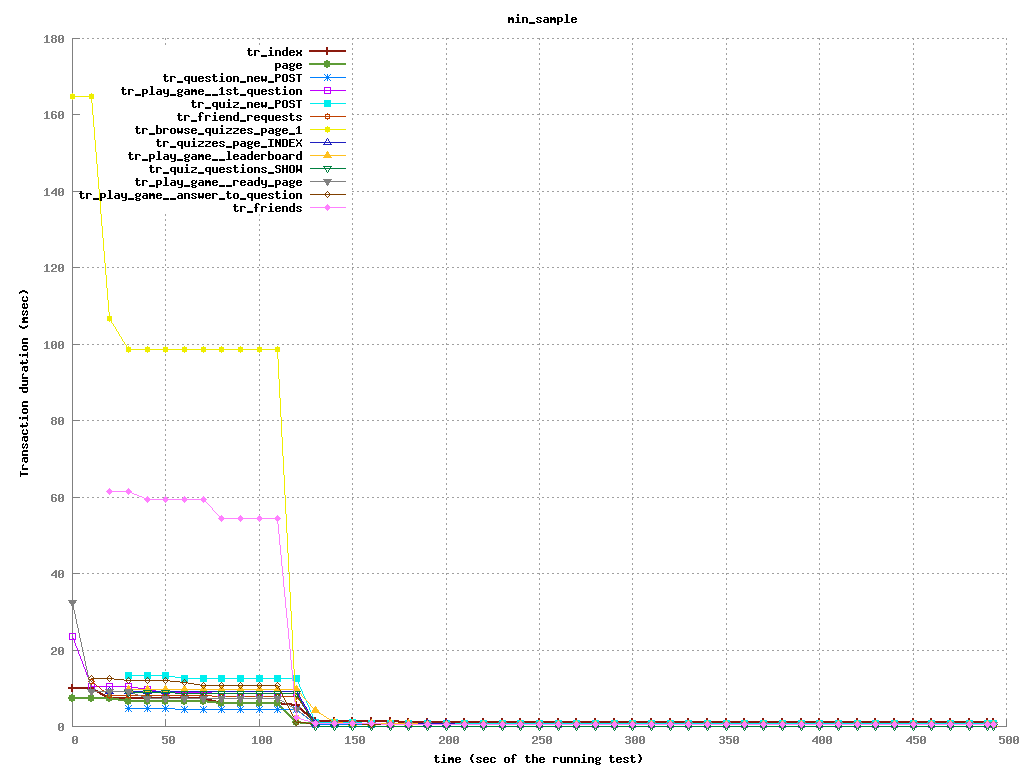 min_sample
180
160
140
120
100
80
60
40
20
0
Transaction duration (msec)
tr_index
page
tr_question_new_POST
tr_play_game__1st_question
tr_quiz_new_POST
tr_friend_requests
tr_browse_quizzes_page_1
tr_quizzes_page_INDEX
tr_play_game__leaderboard
tr_quiz_questions_SHOW
tr_play_game__ready_page
tr_play_game__answer_to_question
tr_friends
0 50 100 150 200 250 300 350 400 450 500
time (sec of the running test)